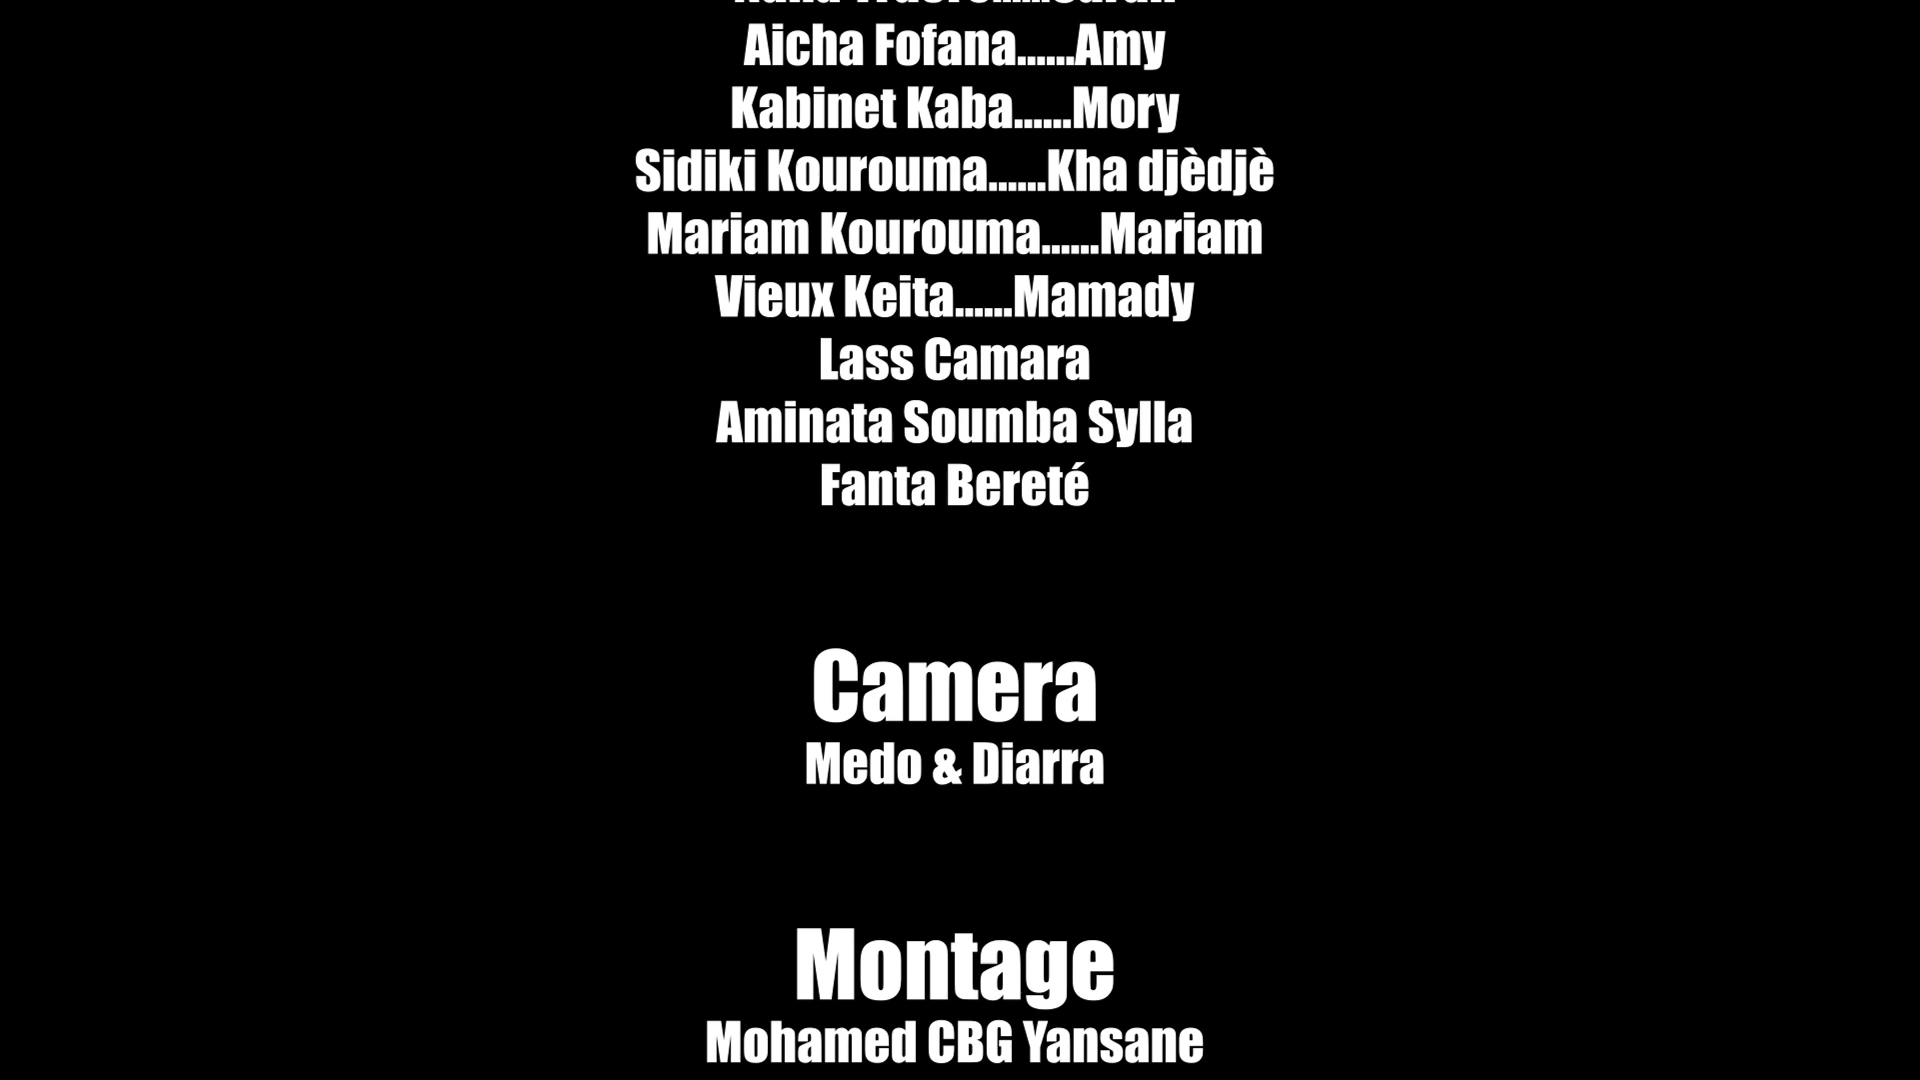 Aicha Fofana......Amy
Kabinet Kaba......Mory
Sidiki Kourouma......Kha djèdjè
Mariam Kourouma......Mariam
Vieux Keita......Mamady
Lass Camara
Aminata Soumba Sylla
Fanta Bereté
Camera
Medo & Diarra
Montage
Mohamed CBG Yansane